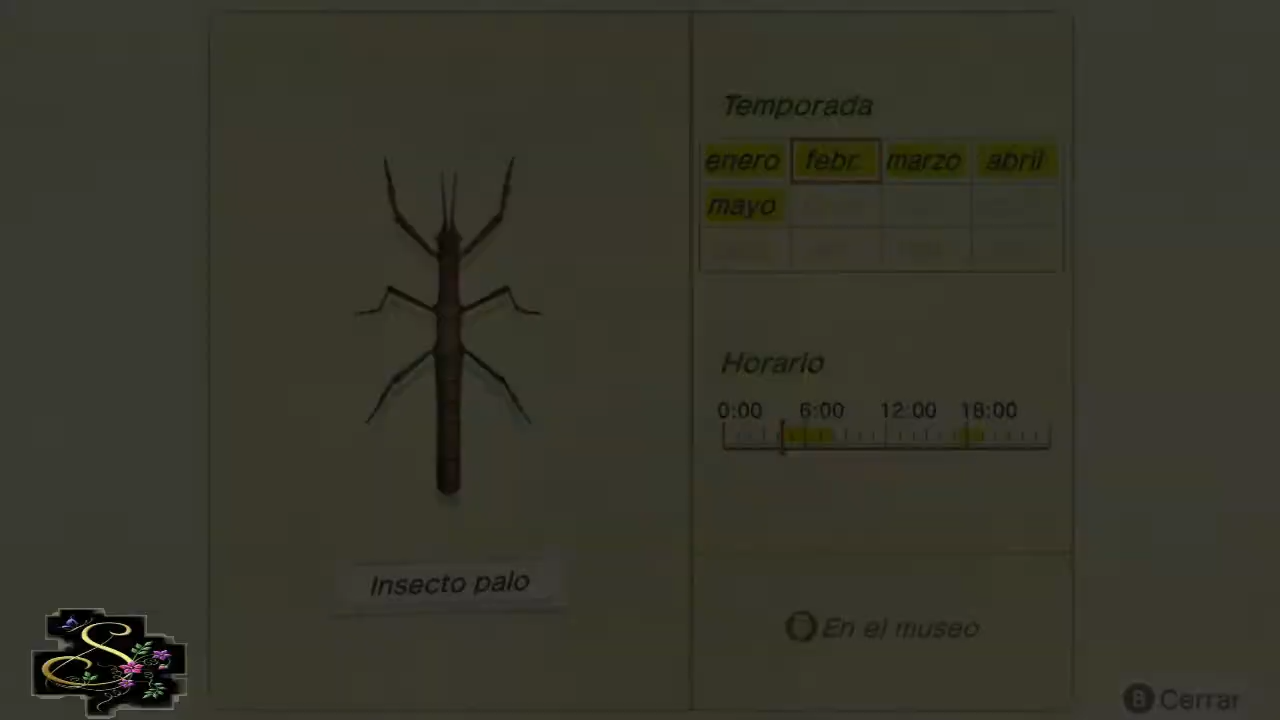 Temporada
enero febr. marzo abril
mayo
Horario
0:00 6:00 12:00 18:00
Insecto palo
En el museo
B Cerrar